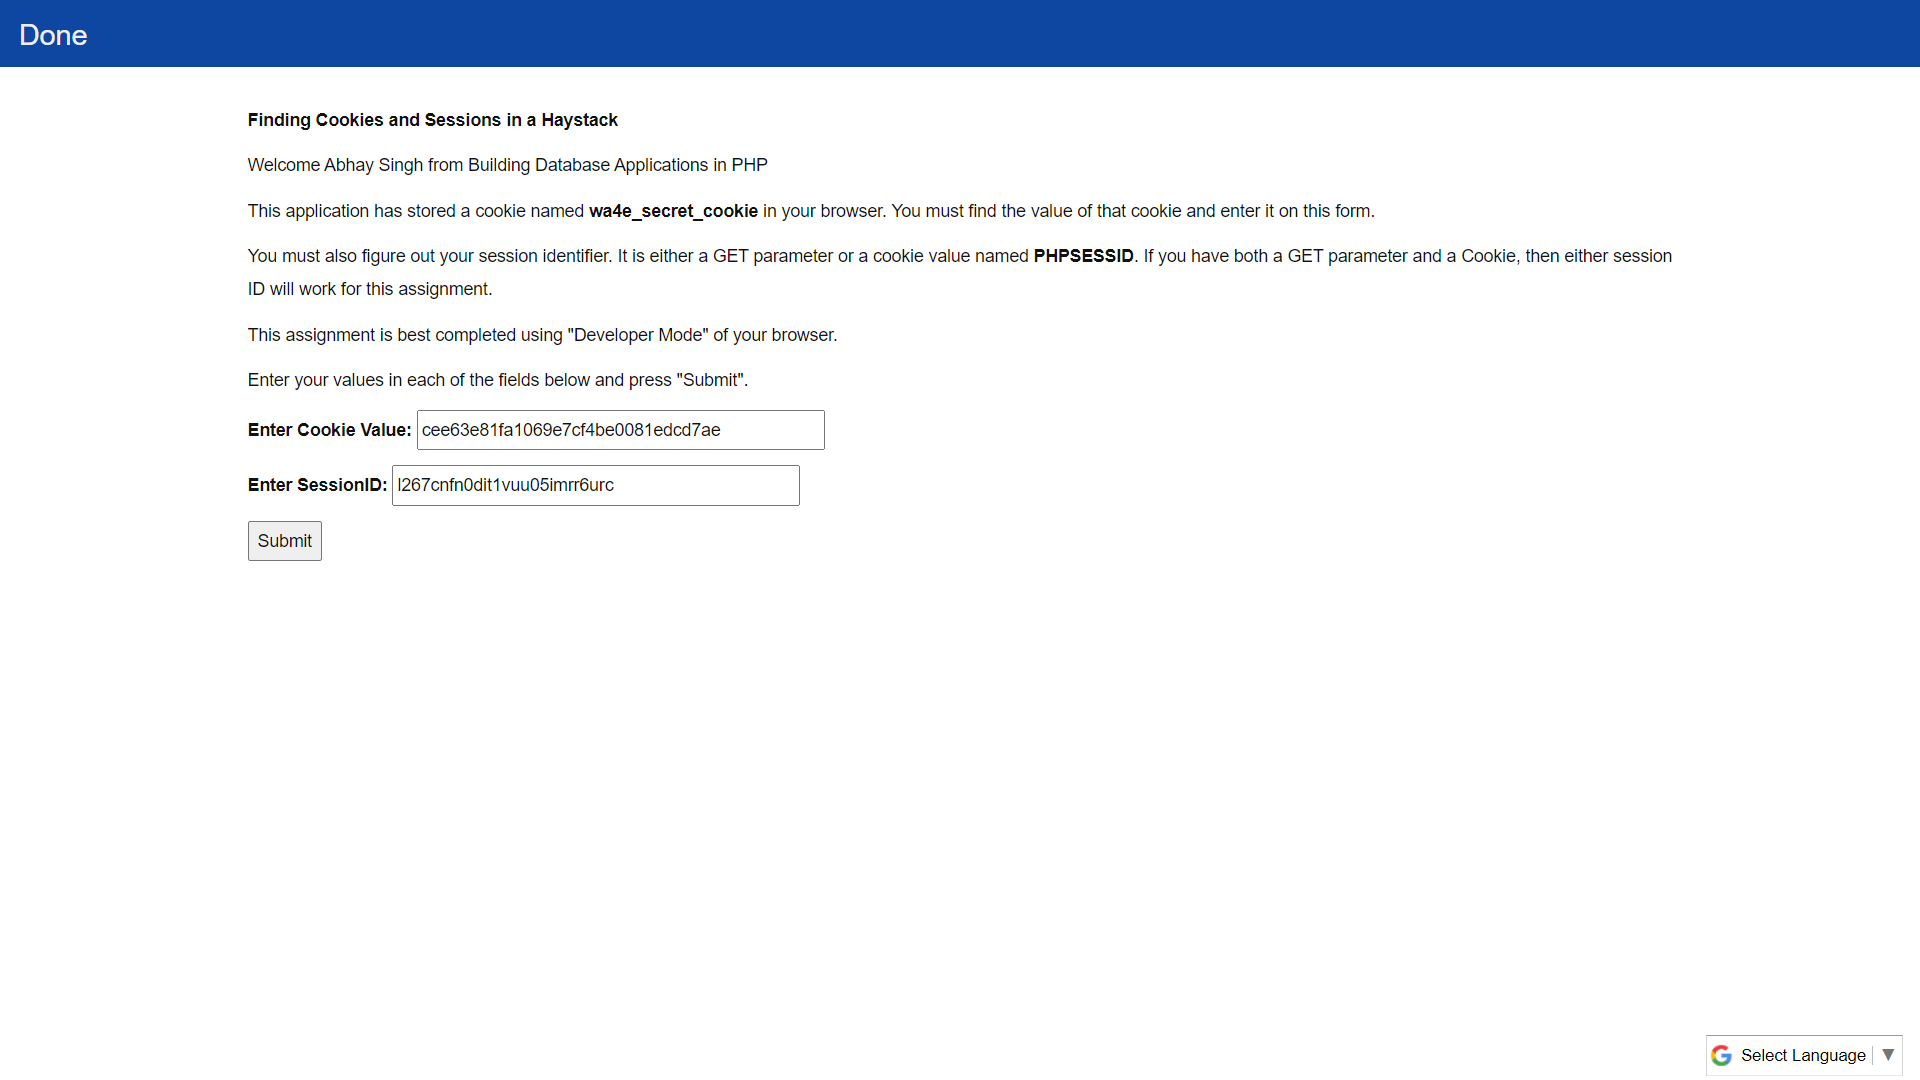 Done
Finding Cookies and Sessions in a Haystack
Welcome Abhay Singh from Building Database Applications in PHP
This application has stored a cookie named wa4e_secret_cookie in your browser. You must find the value of that cookie and enter it on this form.
You must also figure out your session identifier. It is either a GET parameter or a cookie value named PHPSESSID. If you have both a GET parameter and a Cookie, then either session
ID will work for this assignment.
This assignment is best completed using "Developer Mode" of your browser.
Enter your values in each of the fields below and press "Submit".
Enter Cookie Value: cee63e81fa1069e7cf4be0081edcd7ae
Enter SessionID: l267cnfn0dit1vuu05imrr6urc
Submit
Select Language ▼